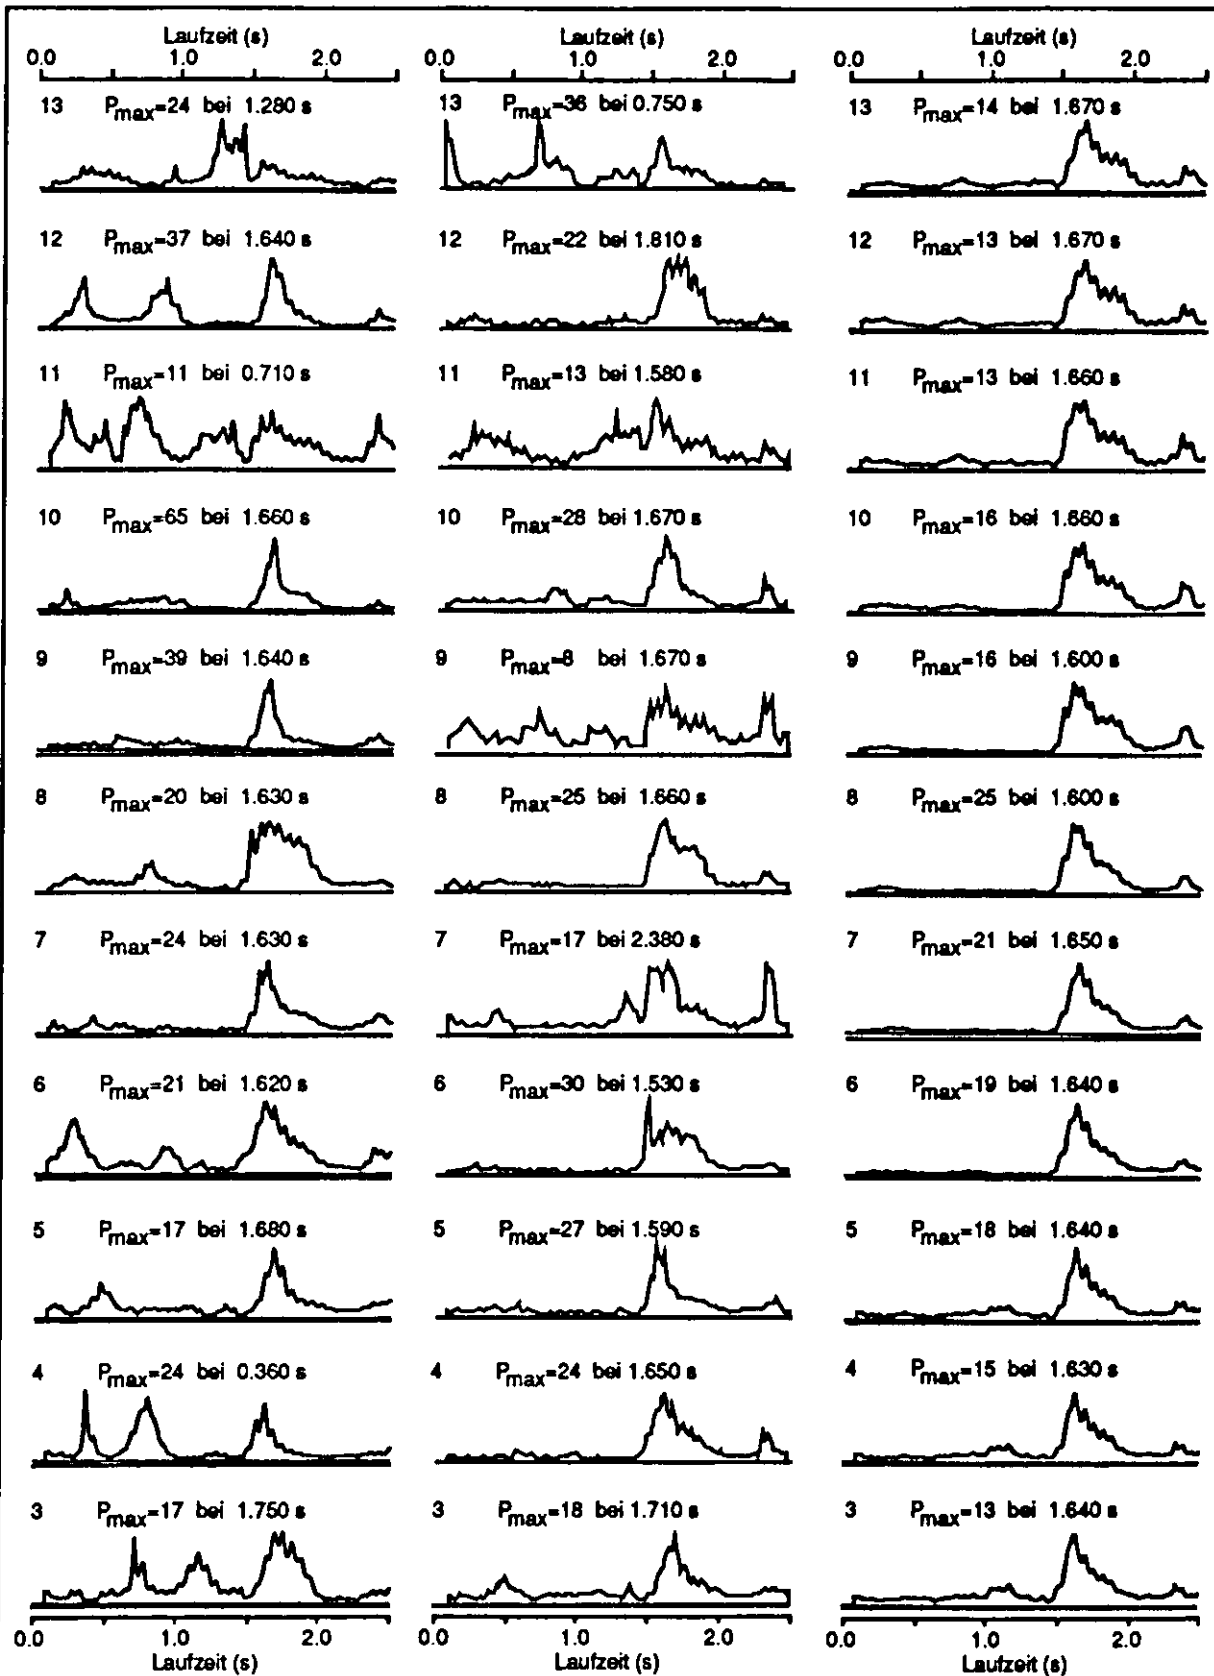 Laufzeit (s) Laufzeit (s) Laufzeit (s)
0.0 1.0 2.0 0.0 1.0 2.0 0.0 1.0 2.0
13 Pmax=24 bei 1.280 s 13 Pmax=36 bei 0.750 s 13 Pmax=14 bei 1.670 s
12 Pmax=37 bei 1.640 s 12 Pmax=22 bei 1.810 s 12 Pmax=13 bei 1.670 s
11 Pmax=11 bei 0.710 s 11 Pmax=13 bei 1.580 s 11 Pmax=13 bei 1.660 s
10 Pmax=65 bei 1.660 s 10 Pmax=28 bei 1.670 s 10 Pmax=16 bei 1.660 s
9 Pmax=39 bei 1.640 s 9 Pmax=8 bei 1.670 s 9 Pmax=16 bei 1.600 s
8 Pmax=20 bei 1.630 s 8 Pmax=25 bei 1.660 s 8 Pmax=25 bei 1.600 s
7 Pmax=24 bei 1.630 s 7 Pmax=17 bei 2.380 s 7 Pmax=21 bei 1.650 s
6 Pmax=21 bei 1.620 s 6 Pmax=30 bei 1.530 s 6 Pmax=19 bei 1.640 s
5 Pmax=17 bei 1.680 s 5 Pmax=27 bei 1.590 s 5 Pmax=18 bei 1.640 s
4 Pmax=24 bei 0.360 s 4 Pmax=24 bei 1.650 s 4 Pmax=15 bei 1.630 s
3 Pmax=17 bei 1.750 s 3 Pmax=18 bei 1.710 s 3 Pmax=13 bei 1.640 s
0.0 1.0 2.0 0.0 1.0 2.0 0.0 1.0 2.0
Laufzeit (s) Laufzeit (s) Laufzeit (s)